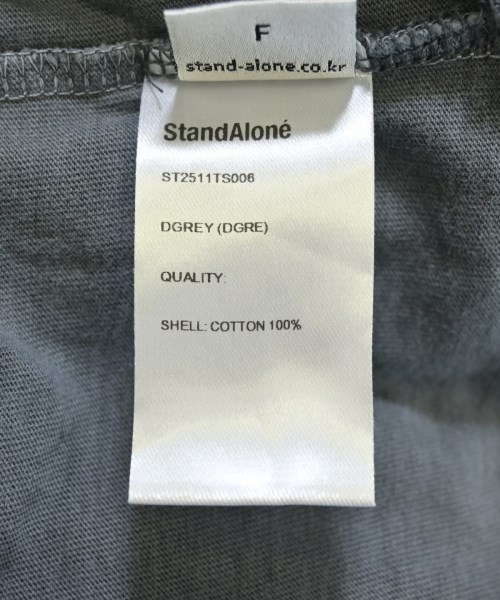 F
stand-alone.co.kr
StandAloné
ST2511TS006
DGREY (DGRE)
QUALITY:
SHELL: COTTON 100%